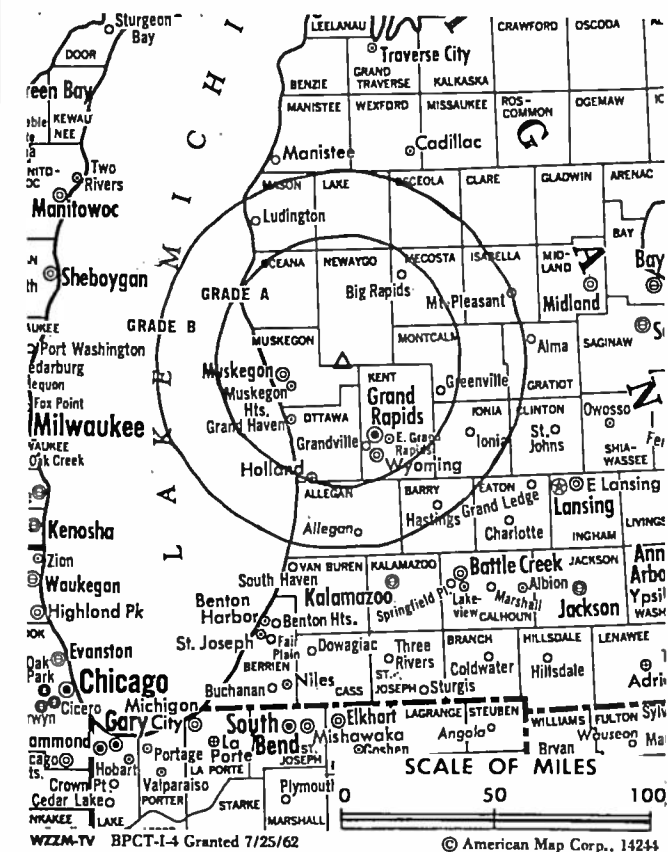 Sturgeon Bay
DOOR
LEELANAU
CRAWFORD
OSCODA
Traverse City
BENZIE
GRAND TRAVERSE
KALKASKA
KEWAU NEE
MANISTEE
WEXFORD
MISSAUKEE
ROS-COMMON
OGEMAW
Manistee
Cadillac
Two Rivers
Manitowoc
MASON
LAKE
OSCEOLA
CLARE
GLADWIN
ARENAC
Ludington
BAY
Sheboygan
OCEANA
NEWAYGO
MECOSTA
ISABELLA
MID-LAND
Bay
GRADE A
Big Rapids
Mt. Pleasant
Midland
GRADE B
Port Washington
MUSKEGON
MONTCALM
Alma
SAGINAW
Fox Point
Muskegon
KENT
Greenville
GRATIOT
Muskegon Hts.
Grand Rapids
Milwaukee
Grand Haven
OTTAWA
IONIA
CLINTON
Owosso
Grandville
E. Grand Rapids
Ionia
St. Johns
SHIA-WASSEE
Oak Creek
Wyoming
Holland
ALLEGAN
BARRY
EATON
E Lansing
Grand Ledge
Lansing
Hastings
Kenosha
Allegan
Charlotte
INGHAM
Zion
VAN BUREN
KALAMAZOO
Battle Creek
JACKSON
Waukegan
South Haven
Kalamazoo
Springfield Pl.
Lake-view
Marshall
Albion
Jackson
Highland Pk
Benton Harbor
Benton Hts.
CALHOUN
St. Joseph
Fair Plain
Dowagiac
Three Rivers
BRANCH
HILLSDALE
LENAWEE
Evanston
BERRIEN
Coldwater
Hillsdale
Oak Park
Chicago
Buchanan
Niles
CASS
ST. JOSEPH
Sturgis
Cicero
Michigan City
Gary
South Bend
Elkhart
LAGRANGE
STEUBEN
WILLIAMS
FULTON
Mishawaka
Angola
Wauseon
Portage
La Porte
ST. JOSEPH
Goshen
Bryan
Hobart
LA PORTE
SCALE OF MILES
Crown Pt
Valparaiso
Plymouth
Cedar Lake
PORTER
STARKE
0 50 100
LAKE
MARSHALL
LAKE MICHI
G
A
N
WZZM-TV BPCT-I-4 Granted 7/25/62
© American Map Corp., 14244